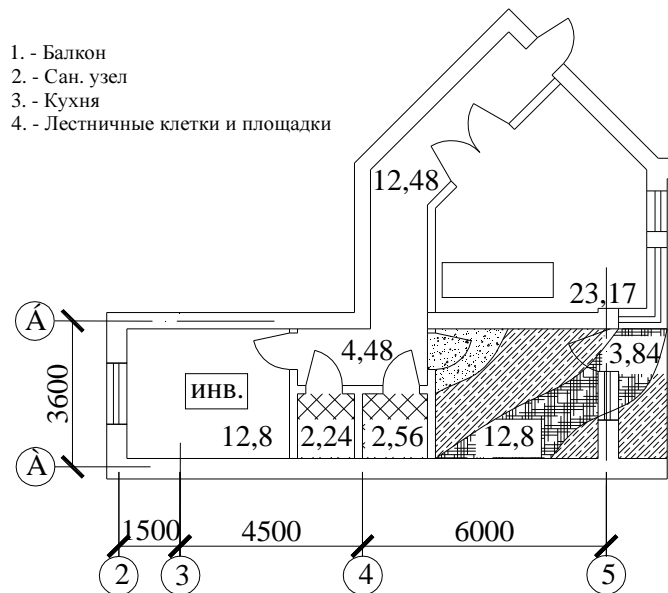 1. - Балкон
2. - Сан. узел
3. - Кухня
4. - Лестничные клетки и площадки
12,48
23,17
Á
4,48
3,84
3600
инв.
12,8
2,24
2,56
12,8
À
1500
4500
6000
2
3
4
5